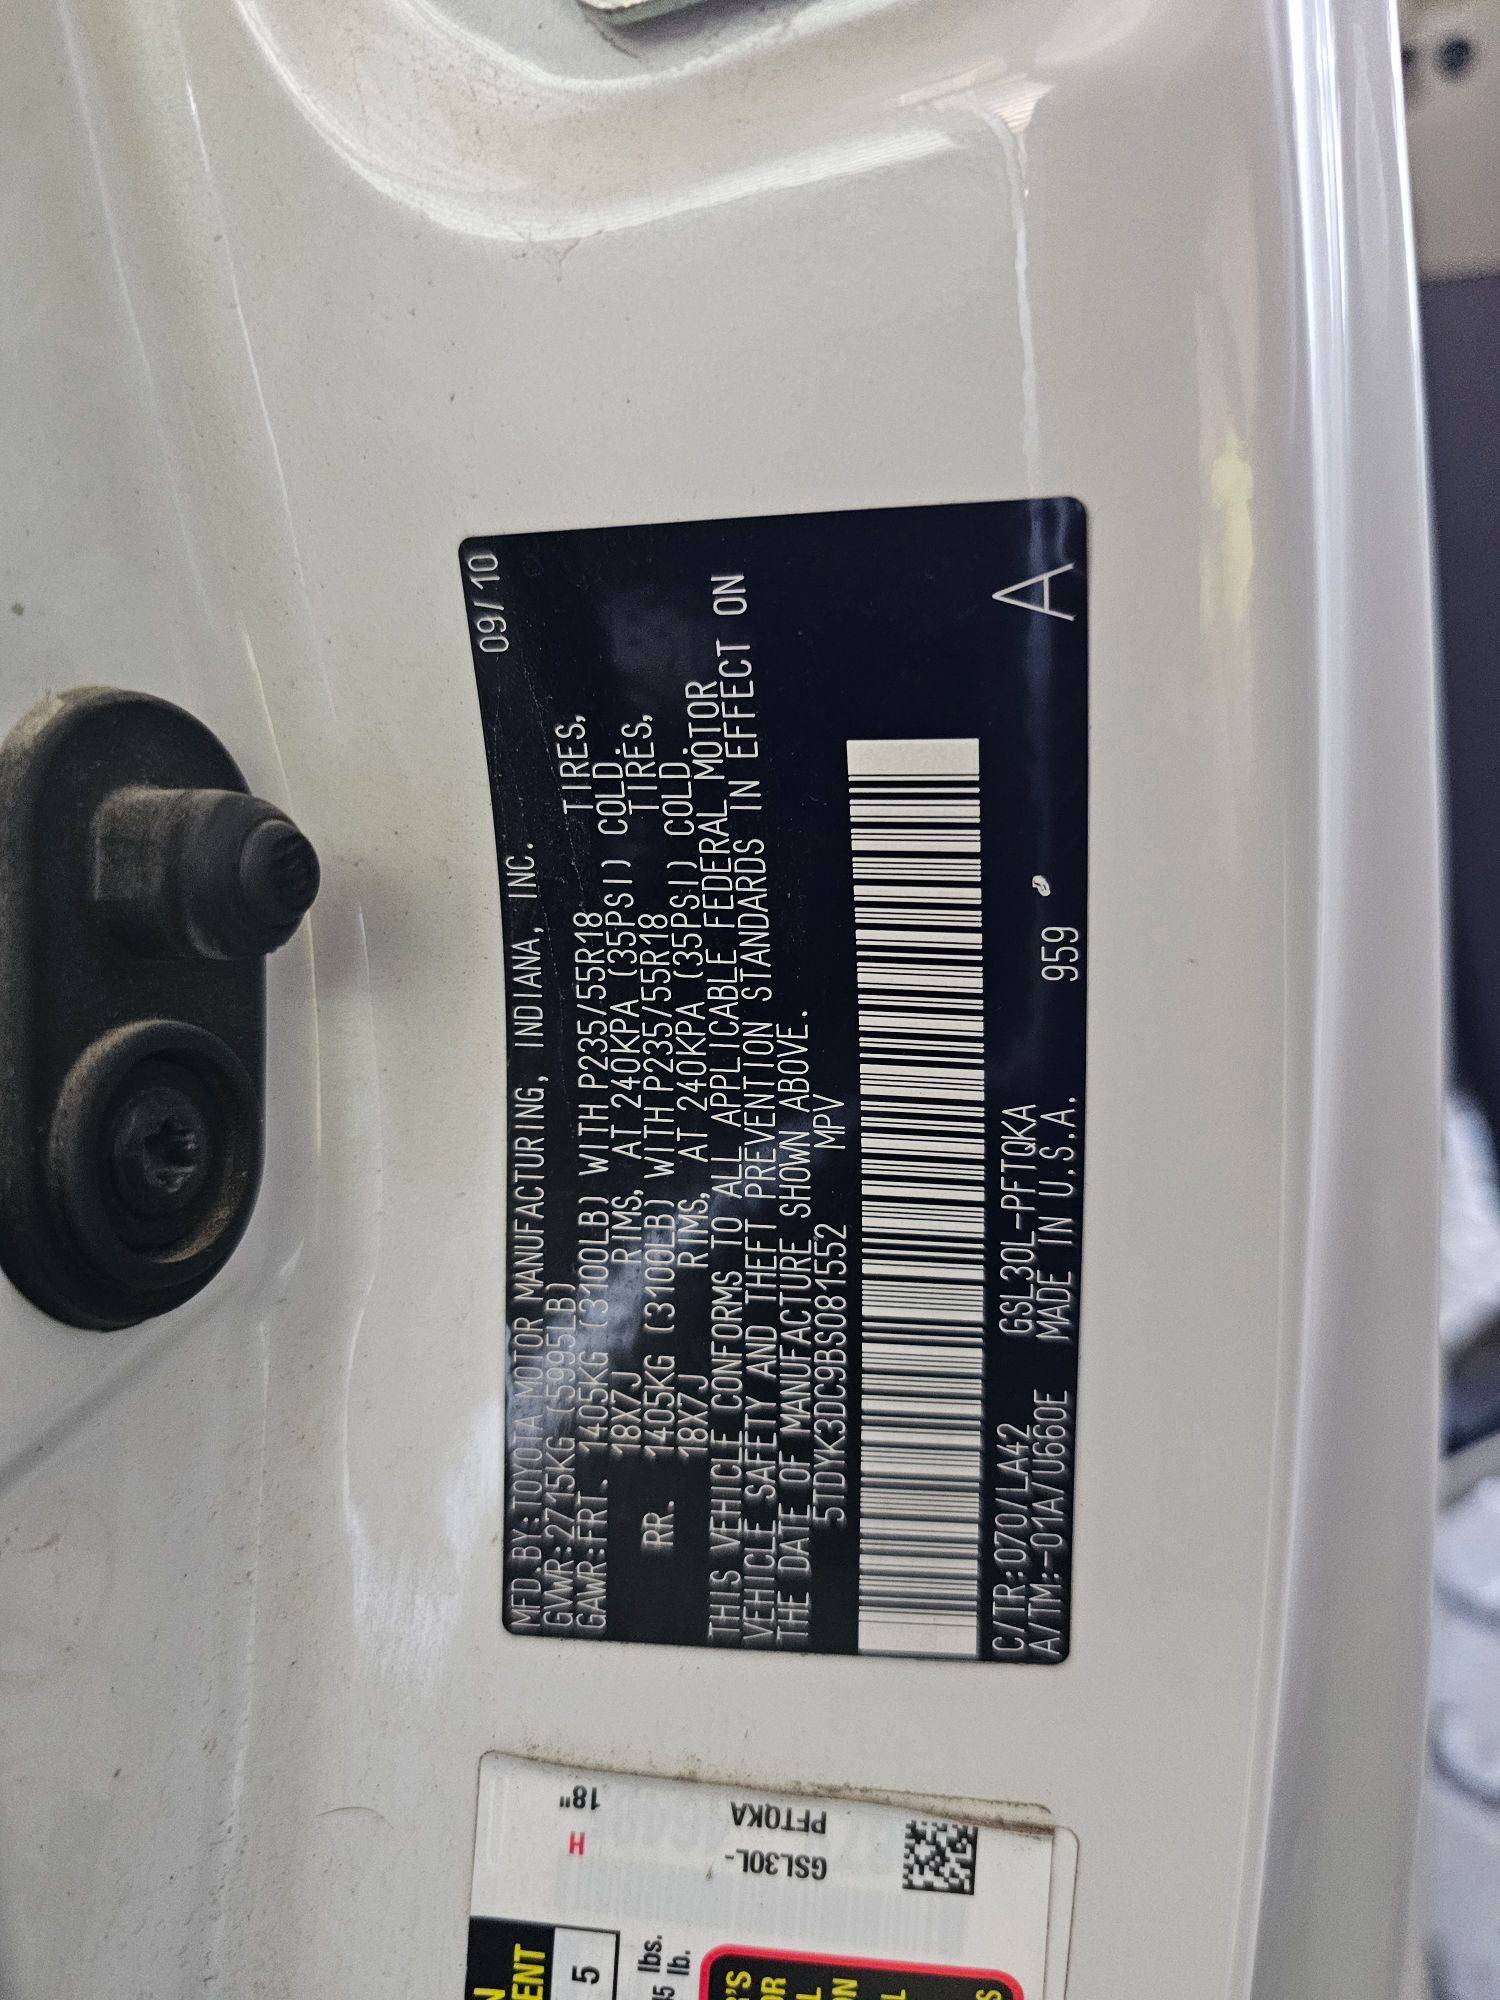 MFD.BY:TOYOTA MOTOR MANUFACTURING, INDIANA, INC. 09/10
GVWR:2715KG (5995LB)
GAWR:FRT. 1405KG (3100LB) WITH P235/55R18 TIRES,
18X7J RIMS, AT 240KPA (35PSI) COLD.
RR. 1405KG (3100LB) WITH P235/55R18 TIRES,
18X7J RIMS, AT 240KPA (35PSI) COLD.
THIS VEHICLE CONFORMS TO ALL APPLICABLE FEDERAL MOTOR
VEHICLE SAFETY AND THEFT PREVENTION STANDARDS IN EFFECT ON
THE DATE OF MANUFACTURE SHOWN ABOVE.
5TDYK3DC9BS081552 MPV
C/TR:070/LA42 GSL30L-PFTQKA
A/TM:-01A/U660E MADE IN U.S.A. 959 A
H 18"
GSL30L-
PFTQKA
5
lbs.
lb.